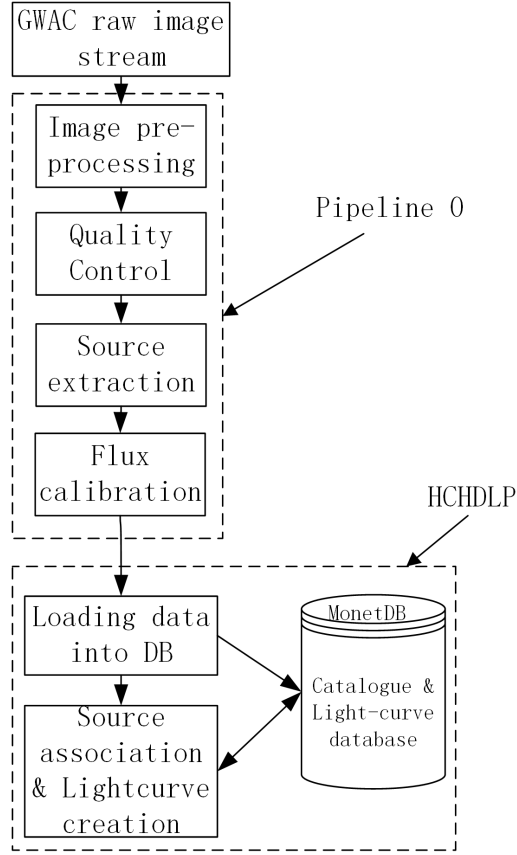 GWAC raw image
stream
Image pre-
processing
Quality
Control
Pipeline 0
Source
extraction
Flux
calibration
HCHDLP
Loading data
into DB
MonetDB
Catalogue &
Light-curve
database
Source
association
& Lightcurve
creation